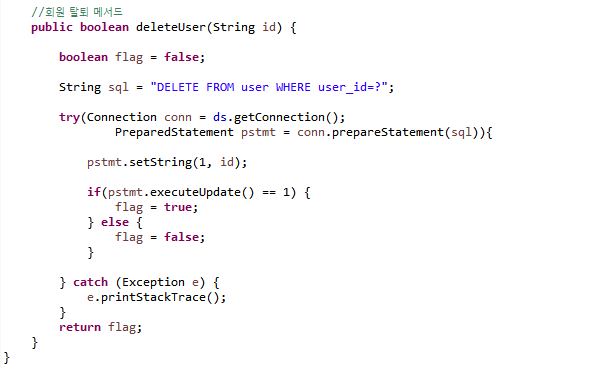 //회원 탈퇴 메서드
public boolean deleteUser(String id) {
boolean flag = false;
String sql = "DELETE FROM user WHERE user_id=?";
try(Connection conn = ds.getConnection();
PreparedStatement pstmt = conn.prepareStatement(sql)){
pstmt.setString(1, id);
if(pstmt.executeUpdate() == 1) {
flag = true;
} else {
flag = false;
}
} catch (Exception e) {
e.printStackTrace();
}
return flag;
}
}